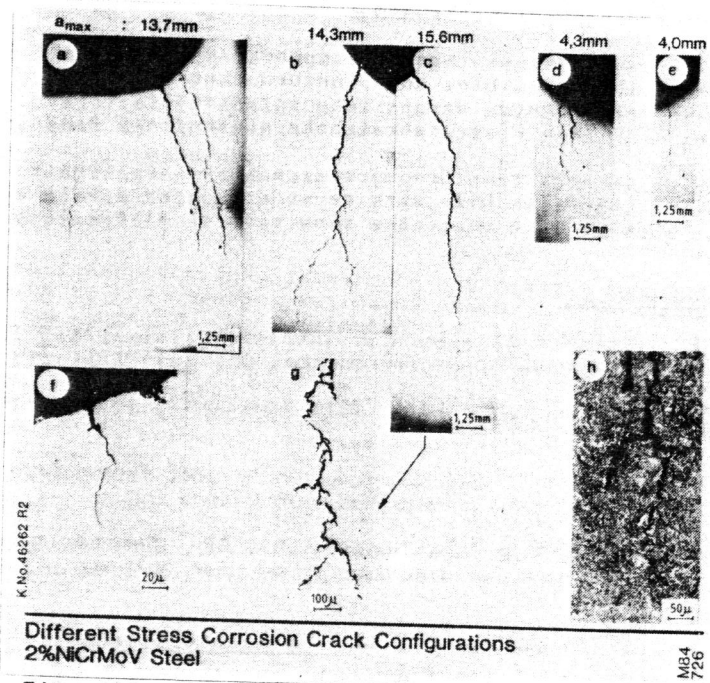 amax : 13,7mm 14,3mm 15.6mm 4,3mm 4,0mm
a b c d e
1,25mm 1,25mm 1,25mm 1,25mm 1,25mm
f g h
20µ 100µ 50µ
K.No.46262 R2
Different Stress Corrosion Crack Configurations
2%NiCrMoV Steel
M84
726